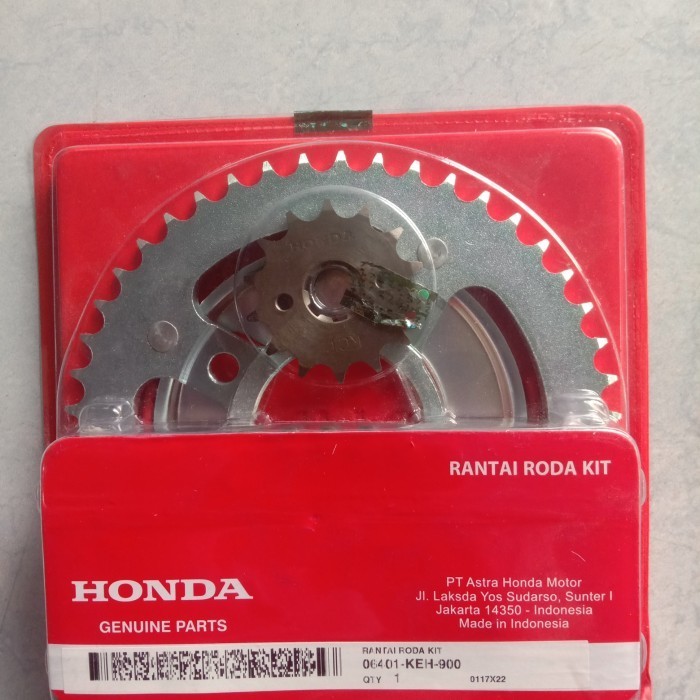 HONDA
RANTAI RODA KIT
HONDA
GENUINE PARTS
PT Astra Honda Motor
Jl. Laksda Yos Sudarso, Sunter I
Jakarta 14350 - Indonesia
Made in Indonesia
RANTAI RODA KIT
06401-KEH-900
QTY 1 0117X22